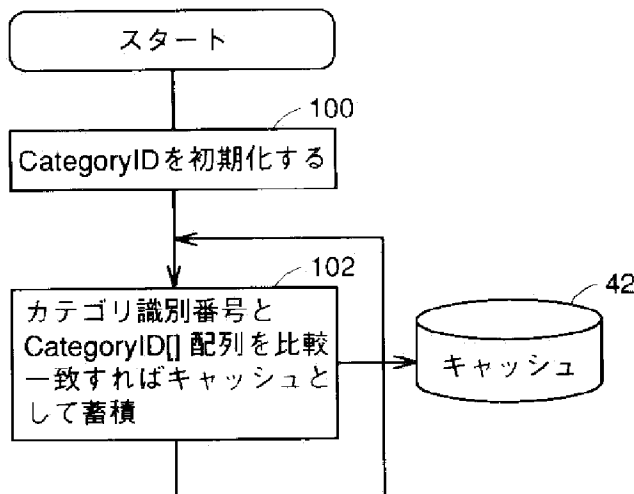 スタート
100
CategoryIDを初期化する
102
カテゴリ識別番号と
CategoryID[] 配列を比較
一致すればキャッシュと
して蓄積
42
キャッシュ